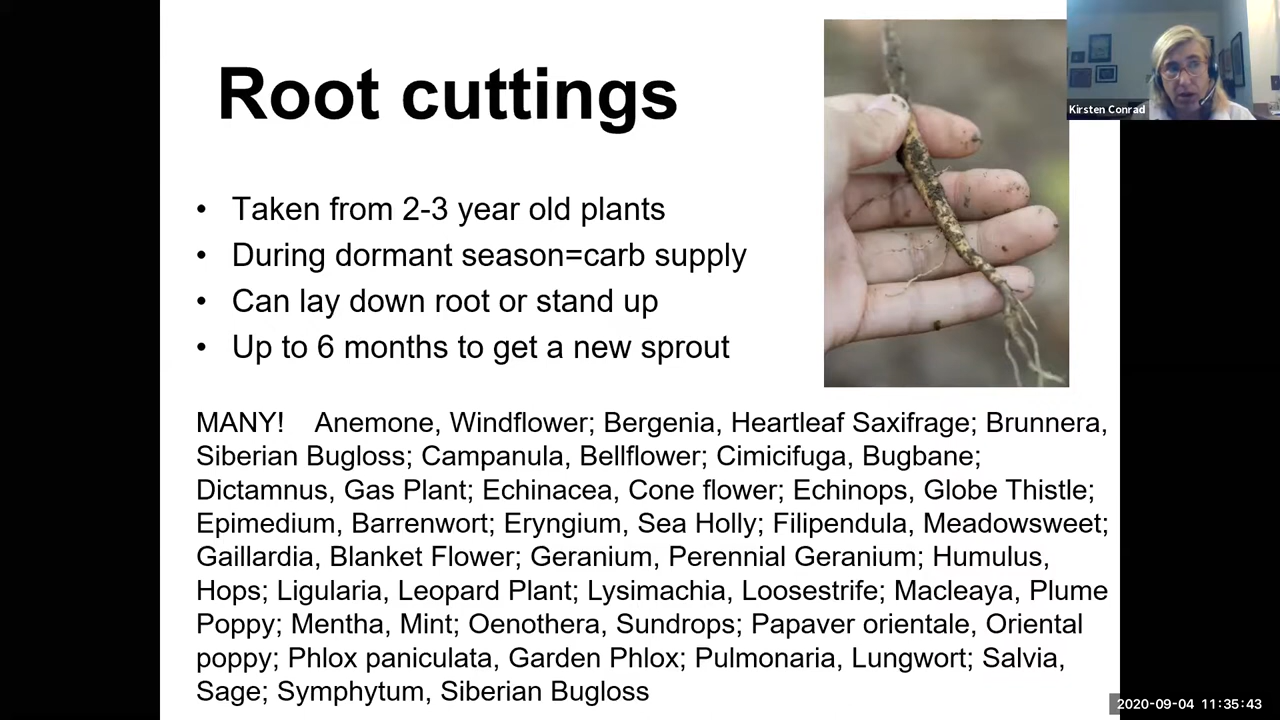 Root cuttings
Kirsten Conrad
• Taken from 2-3 year old plants
• During dormant season=carb supply
• Can lay down root or stand up
• Up to 6 months to get a new sprout
MANY! Anemone, Windflower; Bergenia, Heartleaf Saxifrage; Brunnera,
Siberian Bugloss; Campanula, Bellflower; Cimicifuga, Bugbane;
Dictamnus, Gas Plant; Echinacea, Cone flower; Echinops, Globe Thistle;
Epimedium, Barrenwort; Eryngium, Sea Holly; Filipendula, Meadowsweet;
Gaillardia, Blanket Flower; Geranium, Perennial Geranium; Humulus,
Hops; Ligularia, Leopard Plant; Lysimachia, Loosestrife; Macleaya, Plume
Poppy; Mentha, Mint; Oenothera, Sundrops; Papaver orientale, Oriental
poppy; Phlox paniculata, Garden Phlox; Pulmonaria, Lungwort; Salvia,
Sage; Symphytum, Siberian Bugloss
2020-09-04 11:35:43